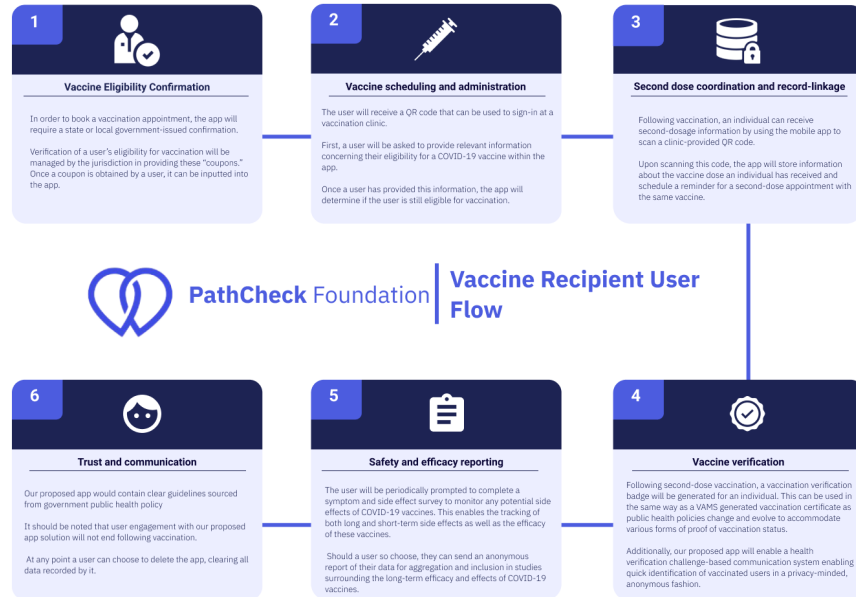 1
Vaccine Eligibility Confirmation
In order to book a vaccination appointment, the app will
require a state or local government-issued confirmation.
Verification of a user's eligibility for vaccination will be
managed by the jurisdiction in providing these “coupons.”
Once a coupon is obtained by a user, it can be inputted into
the app.
2
Vaccine scheduling and administration
The user will receive a QR code that can be used to sign-in at a
vaccination clinic.
First, a user will be asked to provide relevant information
concerning their eligibility for a COVID-19 vaccine within the
app.
Once a user has provided this information, the app will
determine if the user is still eligible for vaccination.
3
Second dose coordination and record-linkage
Following vaccination, an individual can receive
second-dosage information by using the mobile app to
scan a clinic-provided QR code.
Upon scanning this code, the app will store information
about the vaccine dose an individual has received and
schedule a reminder for a second-dose appointment with
the same vaccine.
PathCheck Foundation
Vaccine Recipient User
Flow
6
Trust and communication
Our proposed app would contain clear guidelines sourced
from government public health policy
It should be noted that user engagement with our proposed
app solution will not end following vaccination.
At any point a user can choose to delete the app, clearing all
data recorded by it.
5
Safety and efficacy reporting
The user will be periodically prompted to complete a
symptom and side effect survey to monitor any potential side
effects of COVID-19 vaccines. This enables the tracking of
both long and short-term side effects as well as the efficacy
of these vaccines.
Should a user so choose, they can send an anonymous
report of their data for aggregation and inclusion in studies
surrounding the long-term efficacy and effects of COVID-19
vaccines.
4
Vaccine verification
Following second-dose vaccination, a vaccination verification
badge will be generated for an individual. This can be used in
the same way as a VAMS generated vaccination certificate as
public health policies change and evolve to accommodate
various forms of proof of vaccination status.
Additionally, our proposed app will enable a health
verification challenge-based communication system enabling
quick identification of vaccinated users in a privacy-minded,
anonymous fashion.